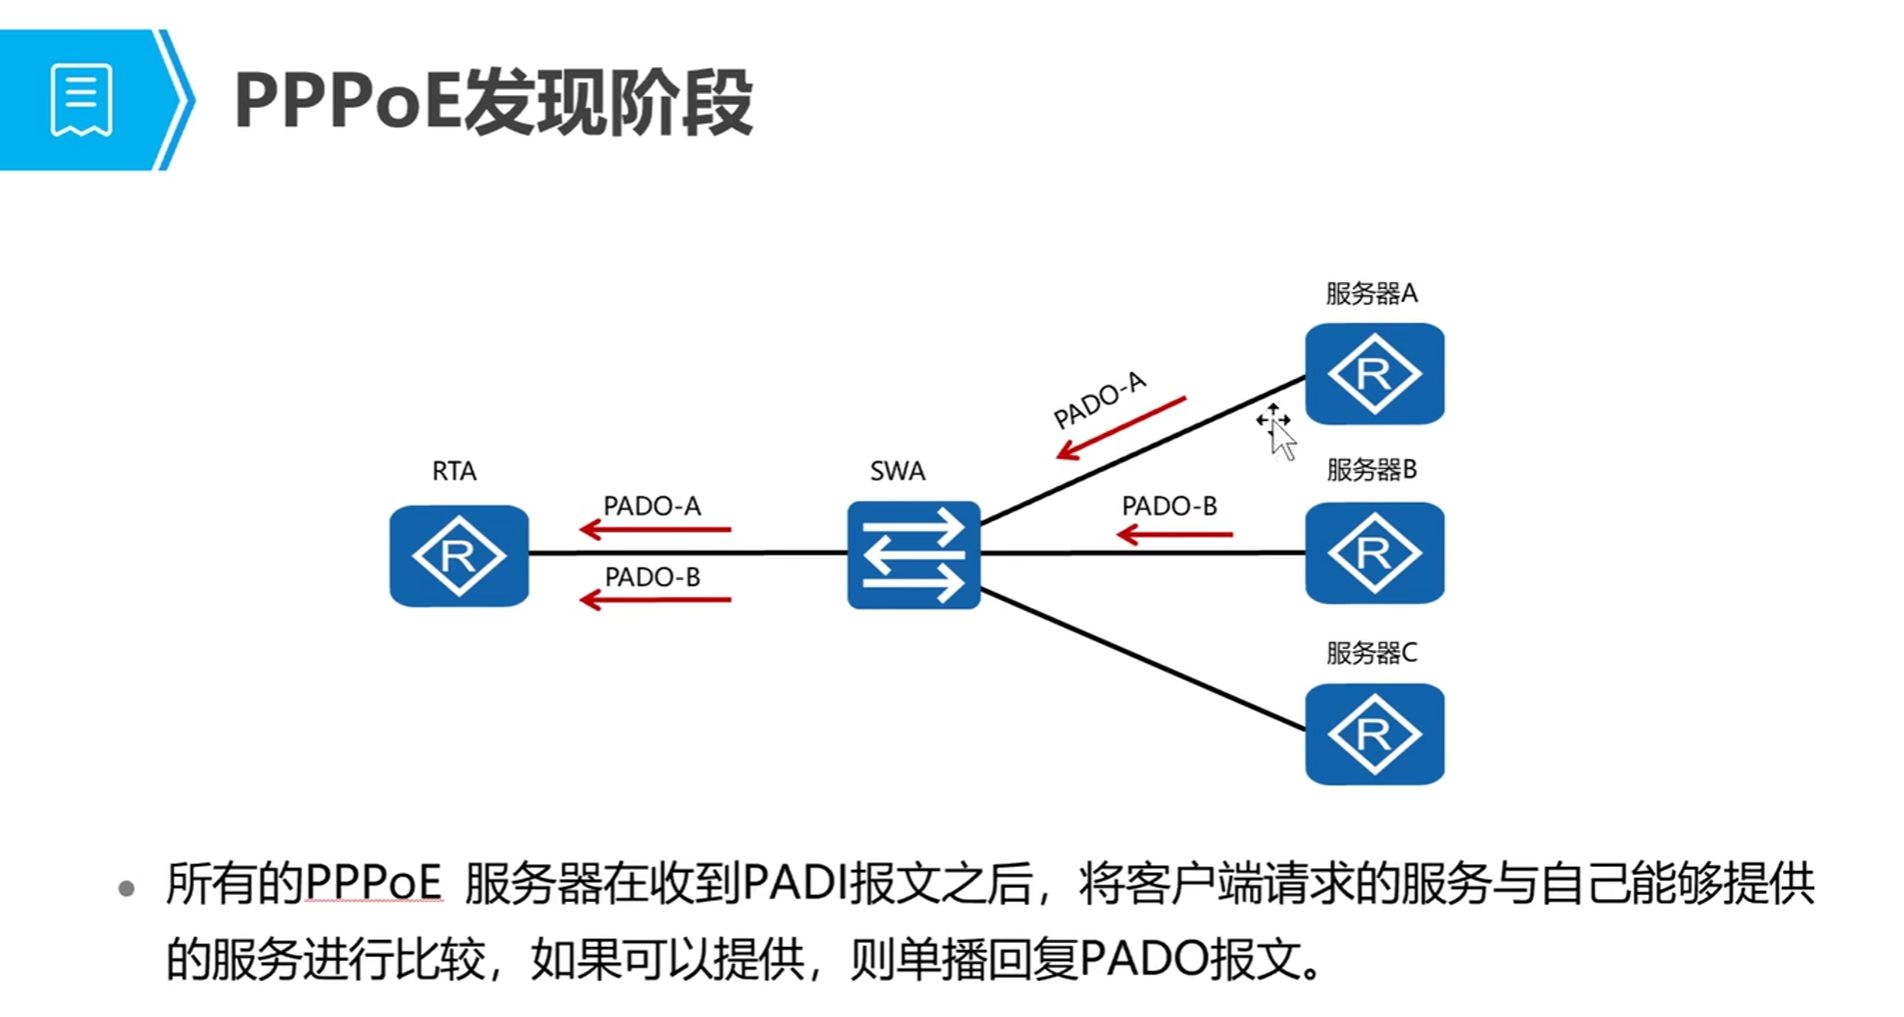 PPPoE发现阶段
服务器A
PADO-A
服务器B
RTA
SWA
PADO-A
PADO-B
PADO-B
服务器C
R
R
R
R
所有的PPPoE 服务器在收到PADI报文之后，将客户端请求的服务与自己能够提供
的服务进行比较，如果可以提供，则单播回复PADO报文。